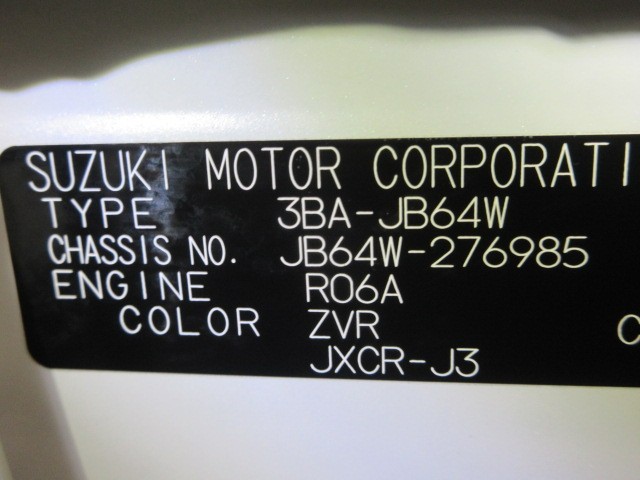 SUZUKI MOTOR CORPORATI
TYPE 3BA-JB64W
CHASSIS NO. JB64W-276985
ENGINE R06A
COLOR ZVR C
JXCR-J3